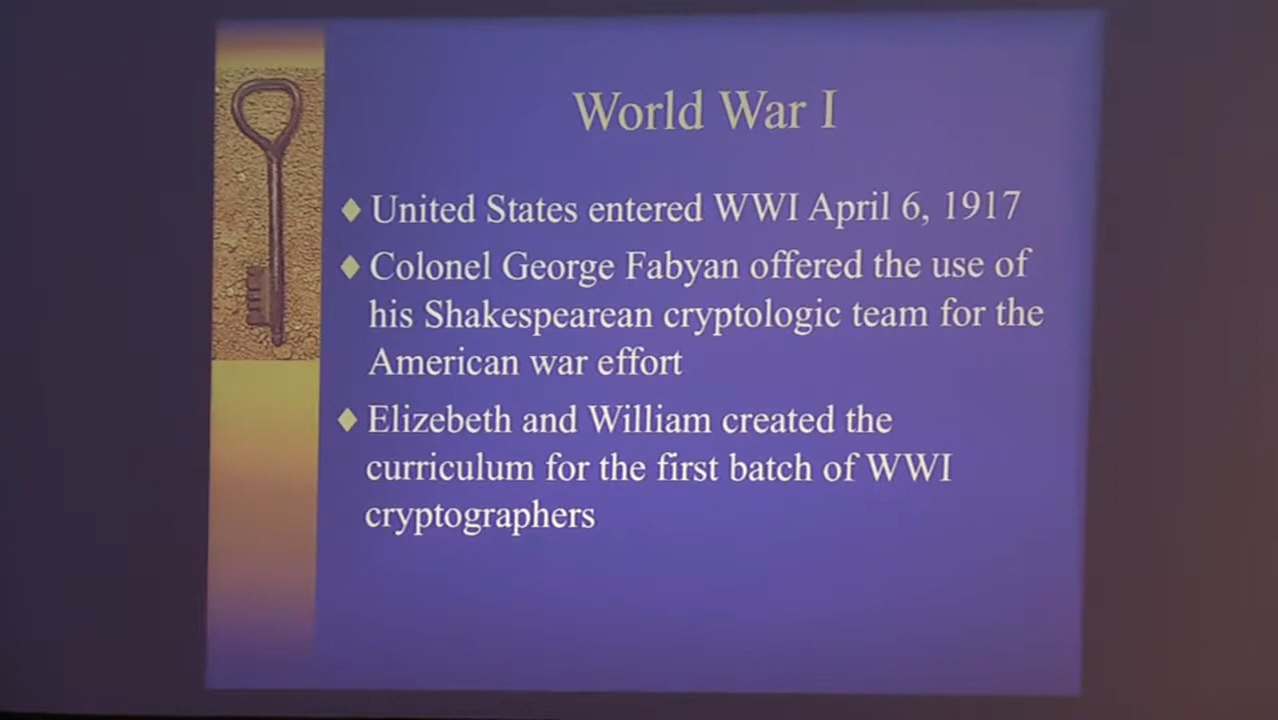 World War I
United States entered WWI April 6, 1917
Colonel George Fabyan offered the use of
his Shakespearean cryptologic team for the
American war effort
Elizebeth and William created the
curriculum for the first batch of WWI
cryptographers